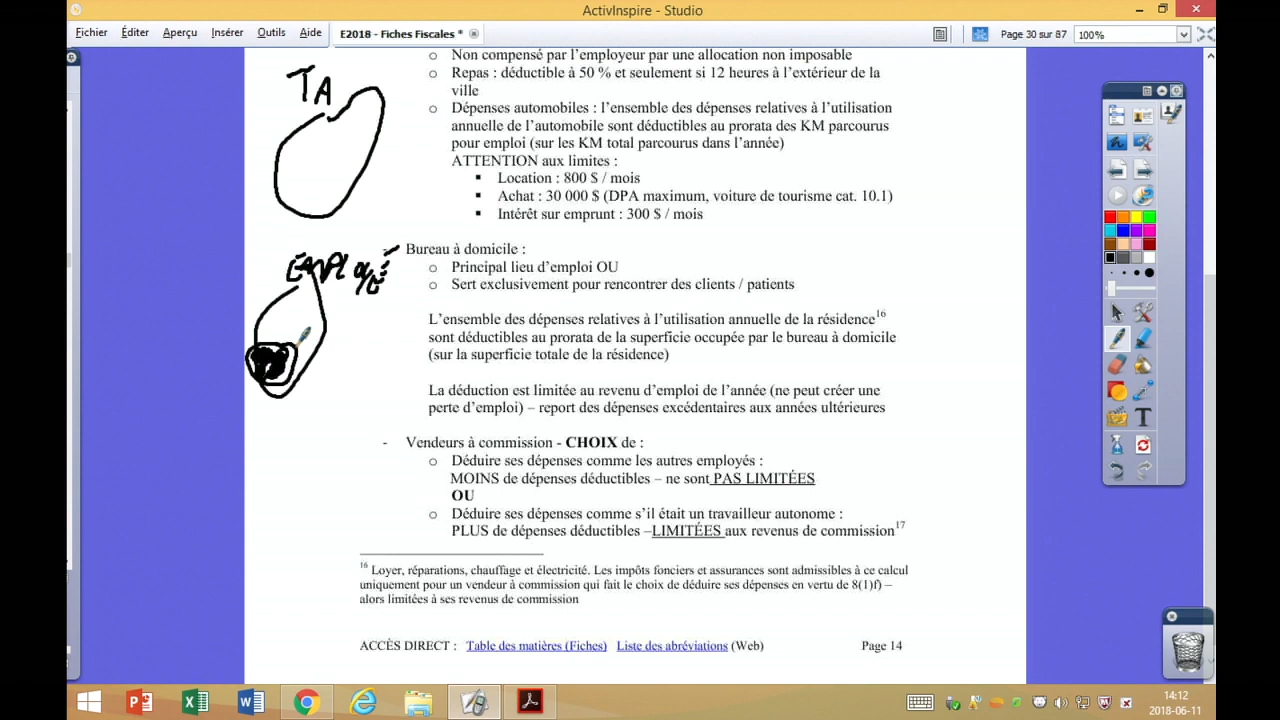 ActivInspire - Studio
Fichier Éditer Aperçu Insérer Outils Aide E2018 - Fiches Fiscales * Page 30 sur 87 100%
o Non compensé par l'employeur par une allocation non imposable
o Repas : déductible à 50 % et seulement si 12 heures à l'extérieur de la
ville
o Dépenses automobiles : l'ensemble des dépenses relatives à l'utilisation
annuelle de l'automobile sont déductibles au prorata des KM parcourus
pour emploi (sur les KM total parcourus dans l'année)
ATTENTION aux limites :
▪ Location : 800 $ / mois
▪ Achat : 30 000 $ (DPA maximum, voiture de tourisme cat. 10.1)
▪ Intérêt sur emprunt : 300 $ / mois
TA
- Bureau à domicile :
o Principal lieu d'emploi OU
o Sert exclusivement pour rencontrer des clients / patients
EMPLOYÉ
L'ensemble des dépenses relatives à l'utilisation annuelle de la résidence16
sont déductibles au prorata de la superficie occupée par le bureau à domicile
(sur la superficie totale de la résidence)
La déduction est limitée au revenu d'emploi de l'année (ne peut créer une
perte d'emploi) – report des dépenses excédentaires aux années ultérieures
- Vendeurs à commission - CHOIX de :
o Déduire ses dépenses comme les autres employés :
MOINS de dépenses déductibles – ne sont PAS LIMITÉES
OU
o Déduire ses dépenses comme s'il était un travailleur autonome :
PLUS de dépenses déductibles –LIMITÉES aux revenus de commission17
16 Loyer, réparations, chauffage et électricité. Les impôts fonciers et assurances sont admissibles à ce calcul
uniquement pour un vendeur à commission qui fait le choix de déduire ses dépenses en vertu de 8(1)f) –
alors limitées à ses revenus de commission
ACCÈS DIRECT : Table des matières (Fiches) Liste des abréviations (Web) Page 14
14:12
2018-06-11